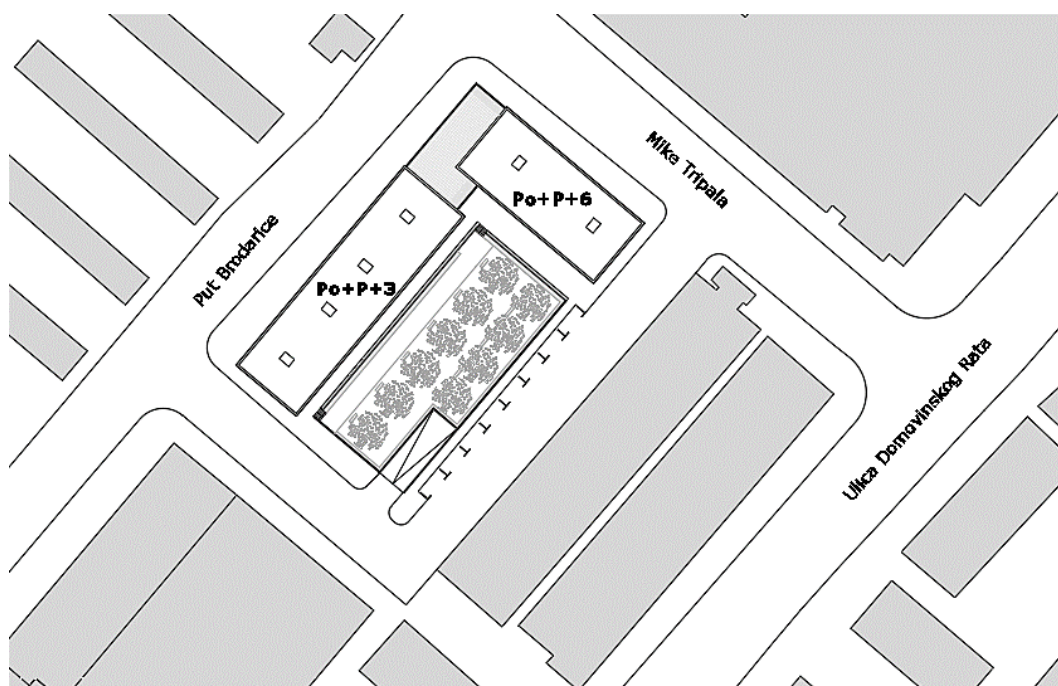 Mike Tripala
Po+P+6
Put Brodarice
Po+P+3
Ulica Domovinskog Rata